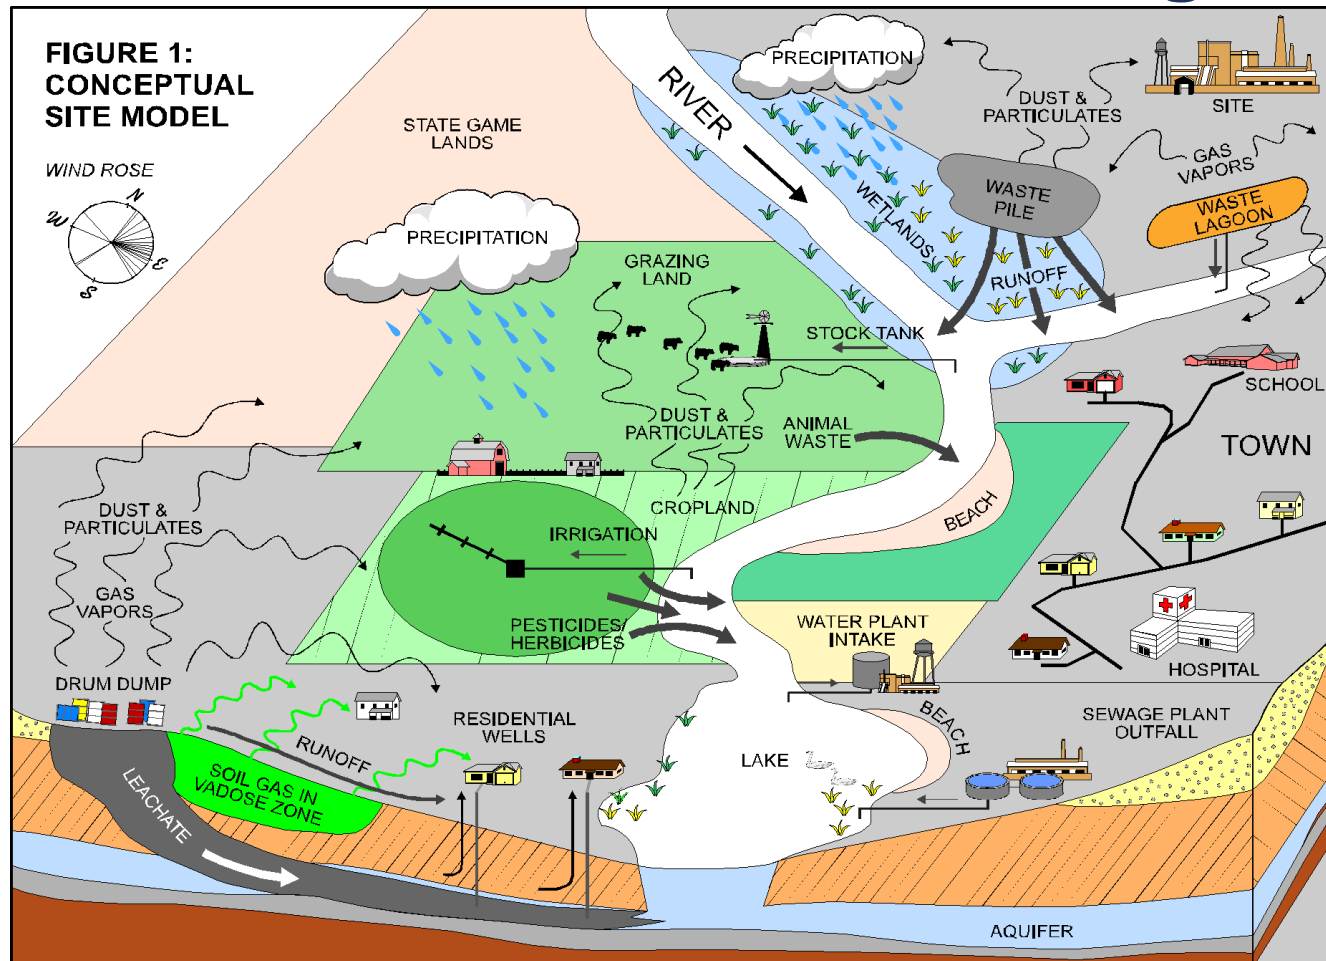 FIGURE 1:
CONCEPTUAL
SITE MODEL
WIND ROSE
N
W
E
S
STATE GAME
LANDS
RIVER
PRECIPITATION
DUST &
PARTICULATES
SITE
GAS
VAPORS
WASTE
PILE
WASTE
LAGOON
WETLANDS
RUNOFF
PRECIPITATION
GRAZING
LAND
STOCK TANK
SCHOOL
TOWN
DUST &
PARTICULATES
ANIMAL
WASTE
CROPLAND
BEACH
IRRIGATION
DUST &
PARTICULATES
GAS
VAPORS
PESTICIDES/
HERBICIDES
WATER PLANT
INTAKE
HOSPITAL
DRUM DUMP
RESIDENTIAL
WELLS
RUNOFF
BEACH
SEWAGE PLANT
OUTFALL
LAKE
SOIL GAS IN
VADOSE ZONE
LEACHATE
AQUIFER